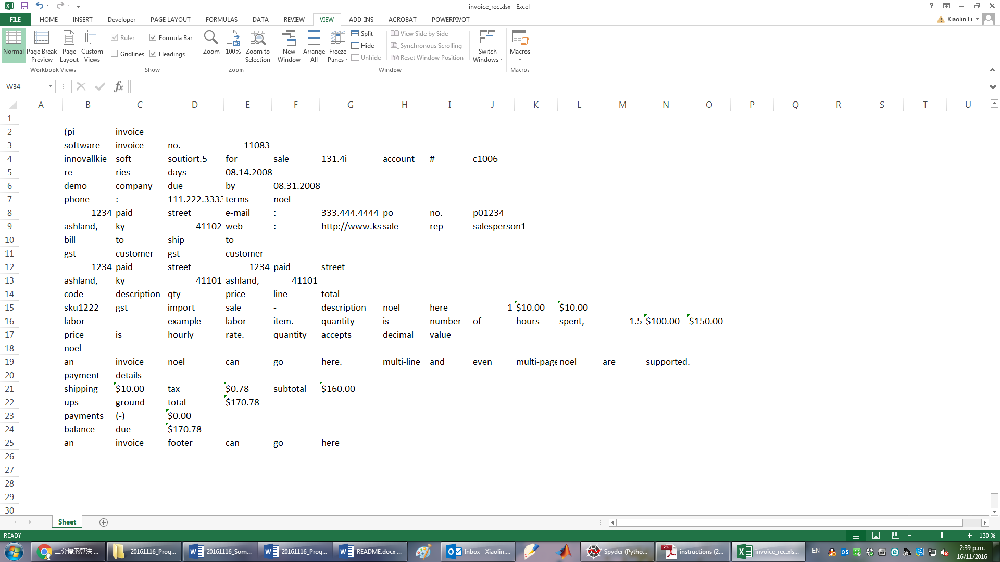 invoice_rec.xlsx - Excel
FILE HOME INSERT Developer PAGE LAYOUT FORMULAS DATA REVIEW VIEW ADD-INS ACROBAT POWERPIVOT Xiaolin Li
Normal Page Break Preview Page Layout Custom Views
Workbook Views
Ruler Formula Bar
Gridlines Headings
Show
Zoom 100% Zoom to Selection
Zoom
New Window Arrange All Freeze Panes
Split
Hide
Unhide
View Side by Side
Synchronous Scrolling
Reset Window Position
Switch Windows
Window
Macros
Macros
W34 fx
A B C D E F G H I J K L M N O P Q R S T U
1
2 (pi invoice
3 software invoice no. 11083
4 innovallkie soft soutiort.5 for sale 131.4i account # c1006
5 re ries days 08.14.2008
6 demo company due by 08.31.2008
7 phone : 111.222.3333 terms noel
8 1234 paid street e-mail : 333.444.4444 po no. p01234
9 ashland, ky 41102 web : http://www.ks sale rep salesperson1
10 bill to ship to
11 gst customer gst customer
12 1234 paid street 1234 paid street
13 ashland, ky 41101 ashland, 41101
14 code description qty price line total
15 sku1222 gst import sale - description noel here 1 $10.00 $10.00
16 labor - example labor item. quantity is number of hours spent, 1.5 $100.00 $150.00
17 price is hourly rate. quantity accepts decimal value
18 noel
19 an invoice noel can go here. multi-line and even multi-page noel are supported.
20 payment details
21 shipping $10.00 tax $0.78 subtotal $160.00
22 ups ground total $170.78
23 payments (-) $0.00
24 balance due $170.78
25 an invoice footer can go here
26
27
28
29
30
Sheet
READY 130 %
二分搜索算法 ... 20161116_Prog... 20161116_Som... 20161116_Prog... README.docx ... Inbox - Xiaolin.... Spyder (Pytho... instructions (2... invoice_rec.xls... EN 2:39 p.m.
16/11/2016